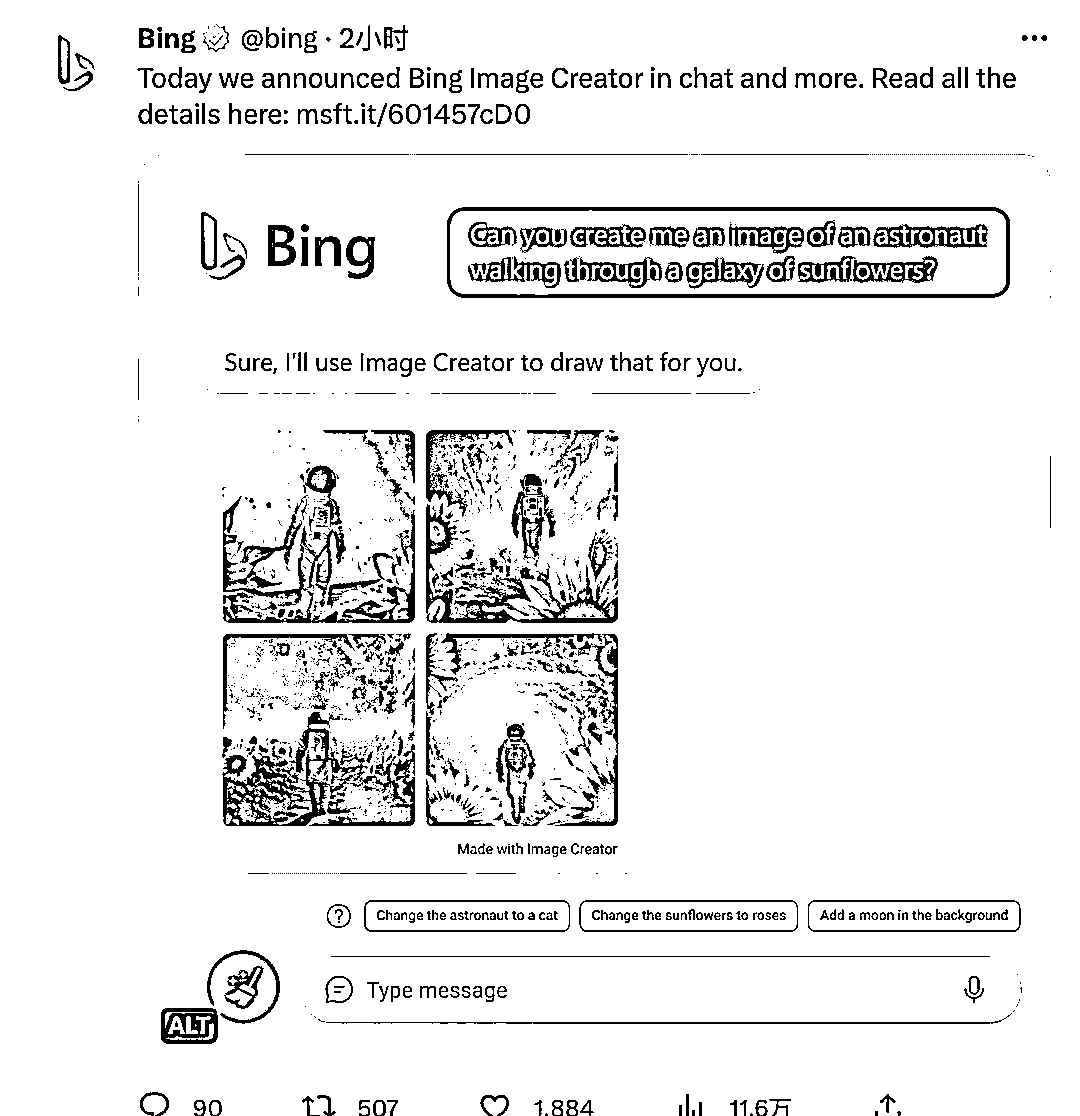 Bing @bing · 2小时
Today we announced Bing Image Creator in chat and more. Read all the
details here: msft.it/601457cD0
Bing
Can you create me an image of an astronaut
walking through a galaxy of sunflowers?
Sure, I'll use Image Creator to draw that for you.
Made with Image Creator
Change the astronaut to a cat
Change the sunflowers to roses
Add a moon in the background
Type message
ALT
90 507 1,884 11.6万